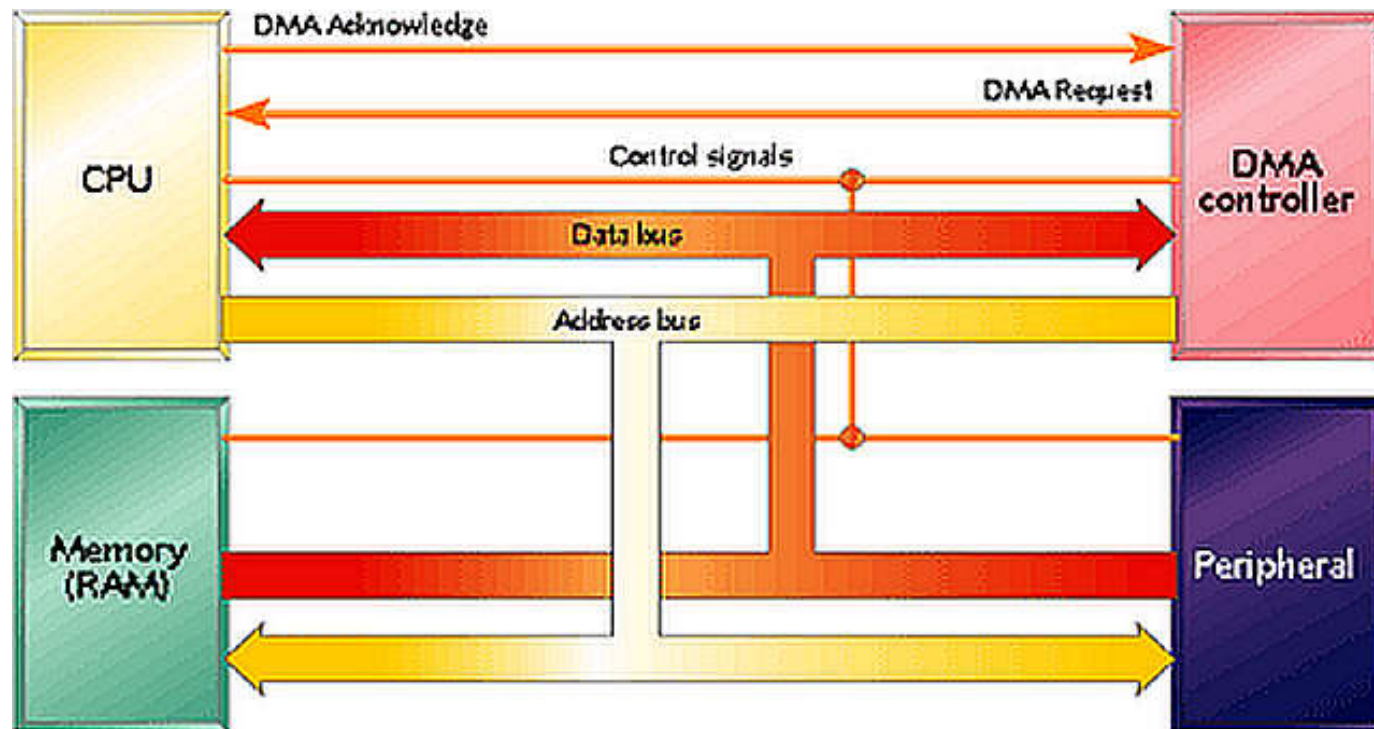 DMA Acknowledge
DMA Request
Control signals
CPU
DMA
controller
Data bus
Address bus
Memory
(RAM)
Peripheral